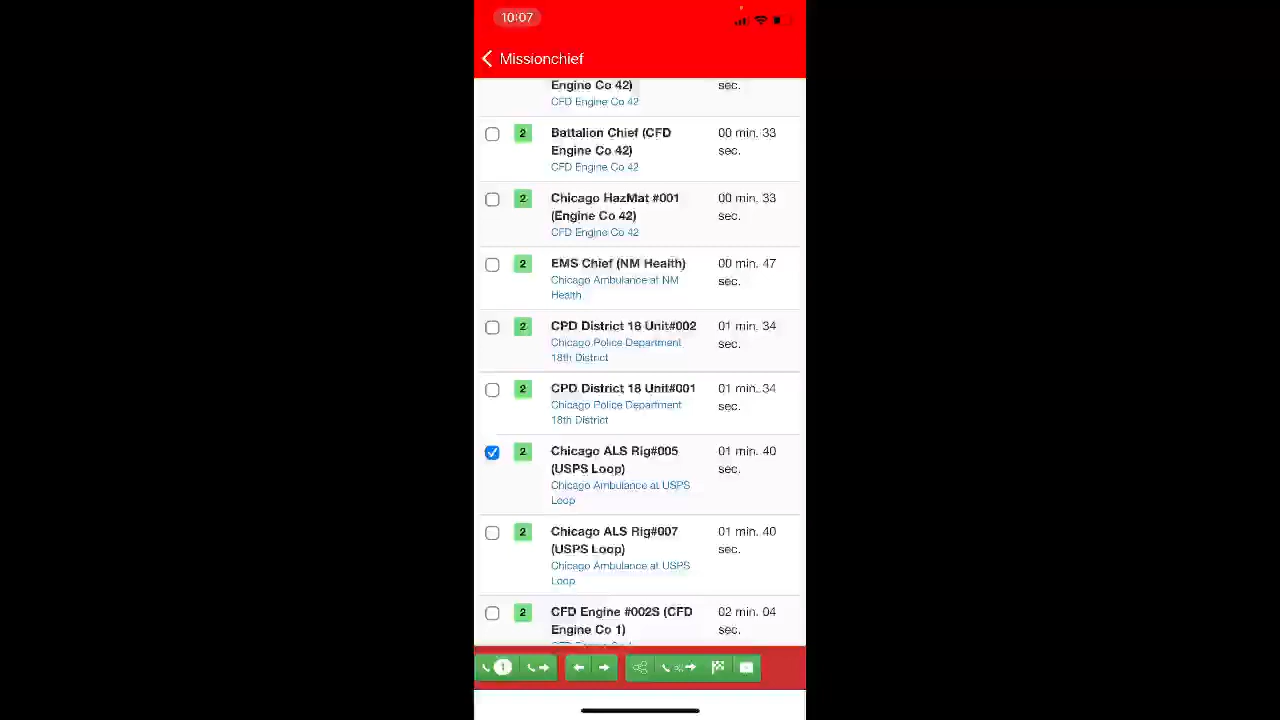 10:07
Missionchief
Engine Co 42)
sec.
CFD Engine Co 42
2
Battalion Chief (CFD
Engine Co 42)
00 min. 33
sec.
CFD Engine Co 42
2
Chicago HazMat #001
(Engine Co 42)
00 min. 33
sec.
CFD Engine Co 42
2
EMS Chief (NM Health)
00 min. 47
sec.
Chicago Ambulance at NM
Health
2
CPD District 18 Unit#002
01 min. 34
sec.
Chicago Police Department
18th District
2
CPD District 18 Unit#001
01 min. 34
sec.
Chicago Police Department
18th District
2
Chicago ALS Rig#005
(USPS Loop)
01 min. 40
sec.
Chicago Ambulance at USPS
Loop
2
Chicago ALS Rig#007
(USPS Loop)
01 min. 40
sec.
Chicago Ambulance at USPS
Loop
2
CFD Engine #002S (CFD
Engine Co 1)
02 min. 04
sec.
1